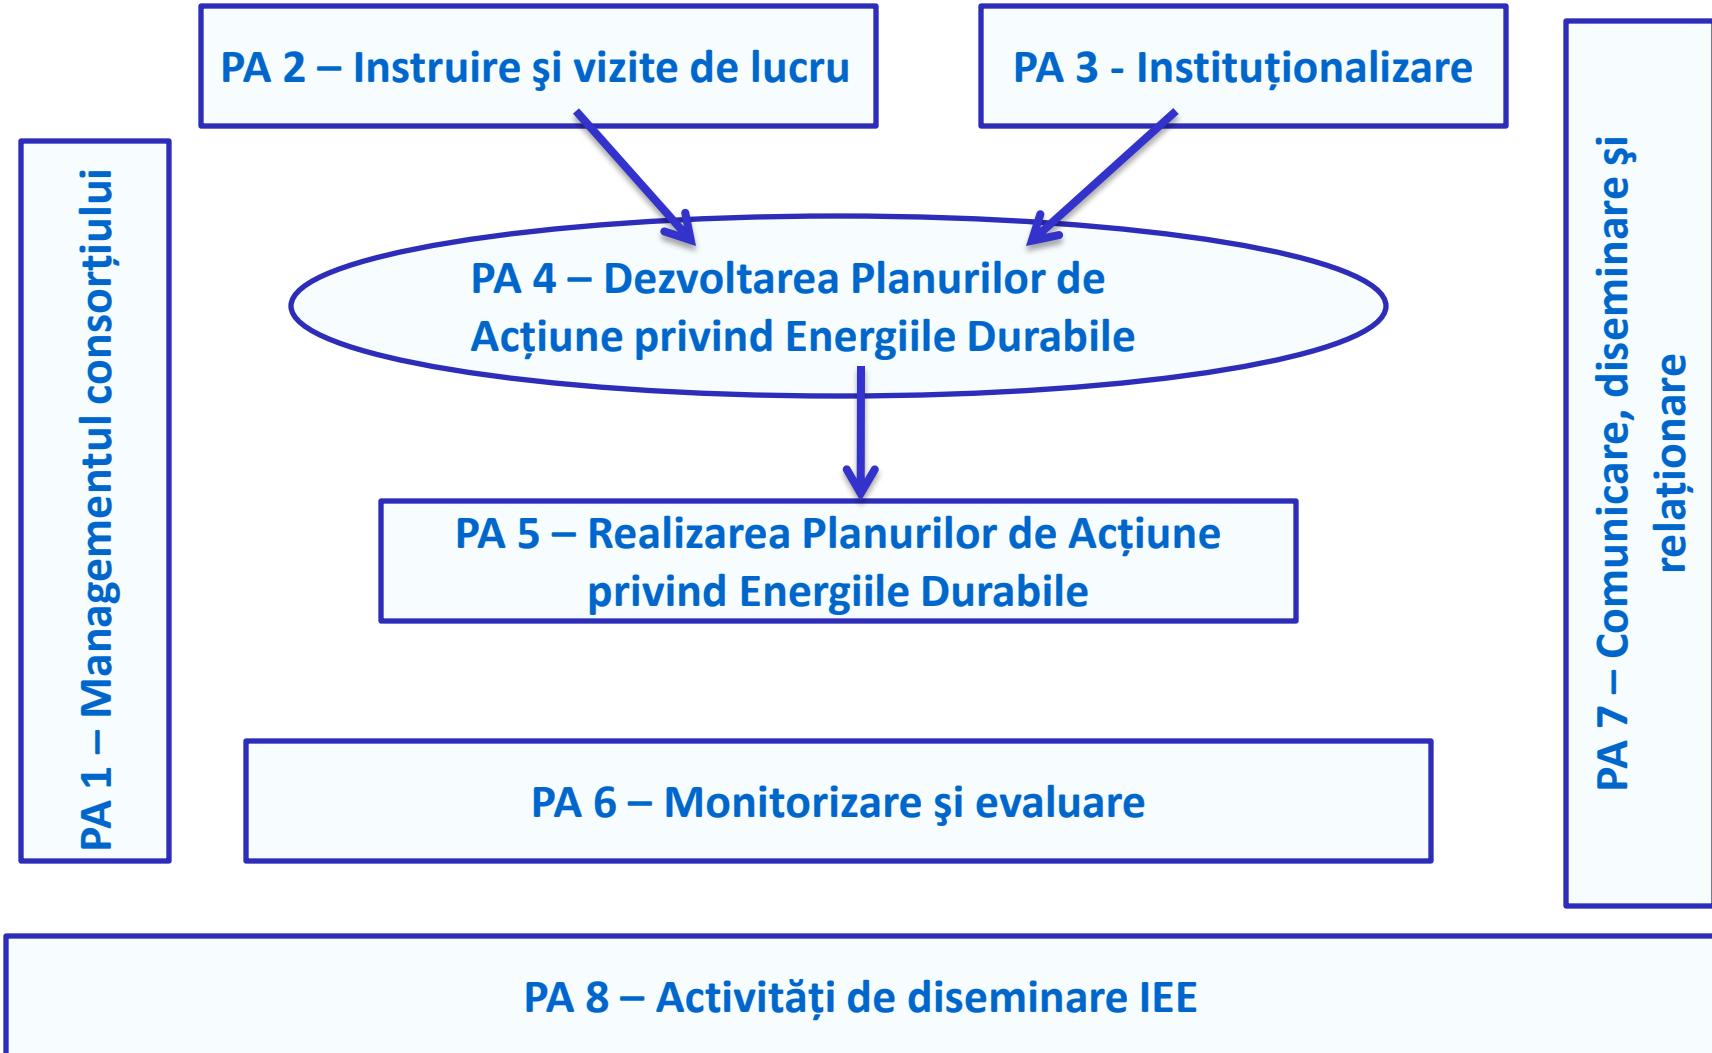 PA 2 – Instruire şi vizite de lucru
PA 3 - Instituționalizare
PA 1 – Managementul consorțiului
PA 4 – Dezvoltarea Planurilor de
Acțiune privind Energiile Durabile
PA 5 – Realizarea Planurilor de Acțiune
privind Energiile Durabile
PA 6 – Monitorizare şi evaluare
PA 7 – Comunicare, diseminare şi
relaționare
PA 8 – Activități de diseminare IEE